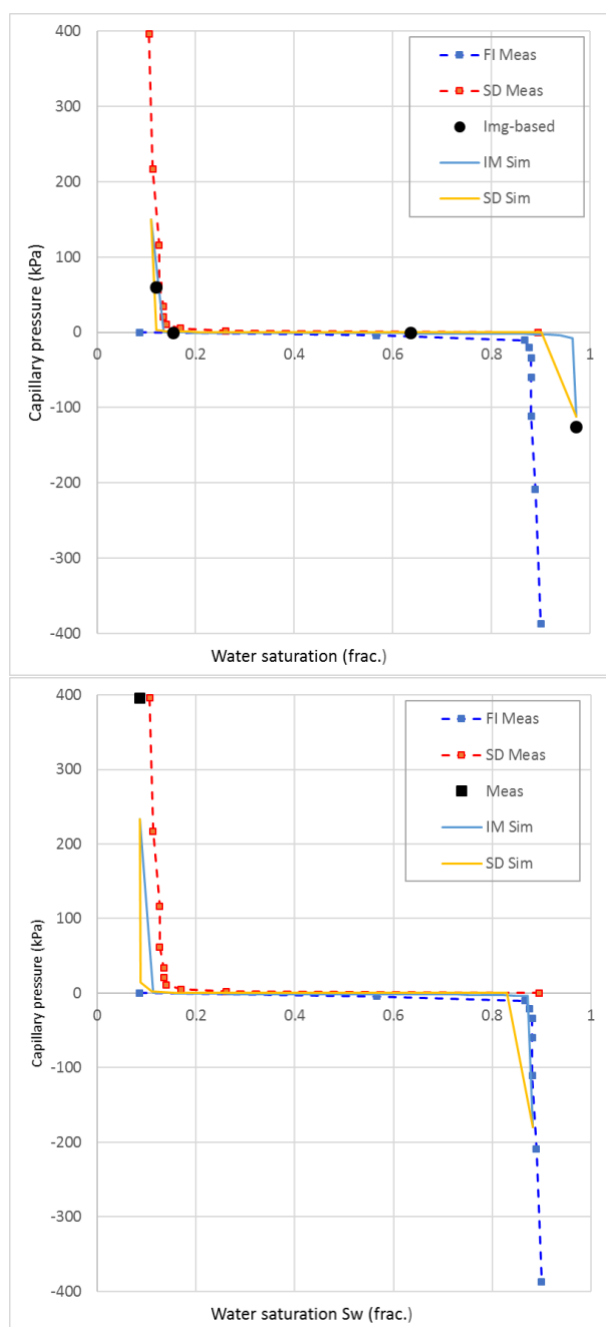 400
FI Meas
SD Meas
300
Img-based
IM Sim
200
SD Sim
100
0
0 0.2 0.4 0.6 0.8 1
-100
-200
-300
-400
Capillary pressure (kPa)
Water saturation (frac.)
400
FI Meas
SD Meas
300
Meas
IM Sim
200
SD Sim
100
0
0 0.2 0.4 0.6 0.8 1
-100
-200
-300
-400
Capillary pressure (kPa)
Water saturation Sw (frac.)